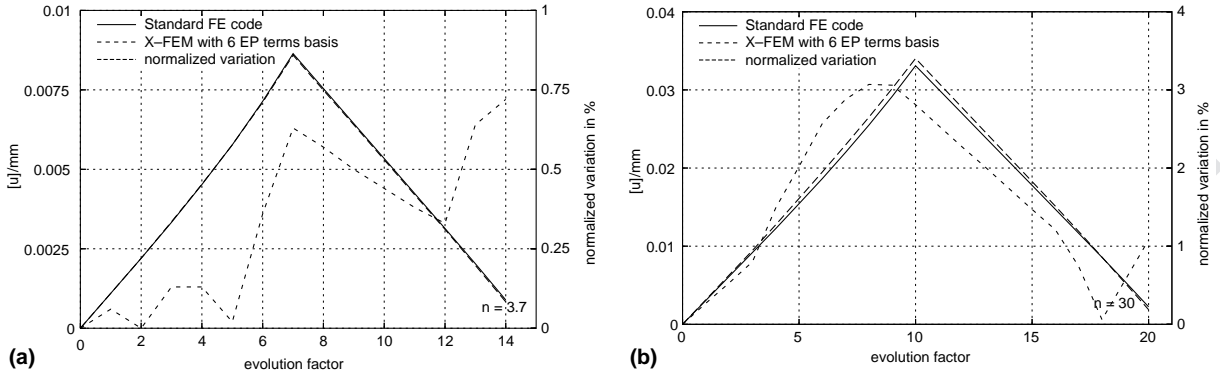 0.01
0.0075
0.005
0.0025
0
[u]/mm
Standard FE code
X–FEM with 6 EP terms basis
normalized variation
1
0.75
0.5
0.25
0
normalized variation in %
n = 3.7
0 2 4 6 8 10 12 14
evolution factor
(a)
0.04
0.03
0.02
0.01
0
[u]/mm
Standard FE code
X–FEM with 6 EP terms basis
normalized variation
4
3
2
1
0
normalized variation in %
n = 30
0 5 10 15 20
evolution factor
(b)